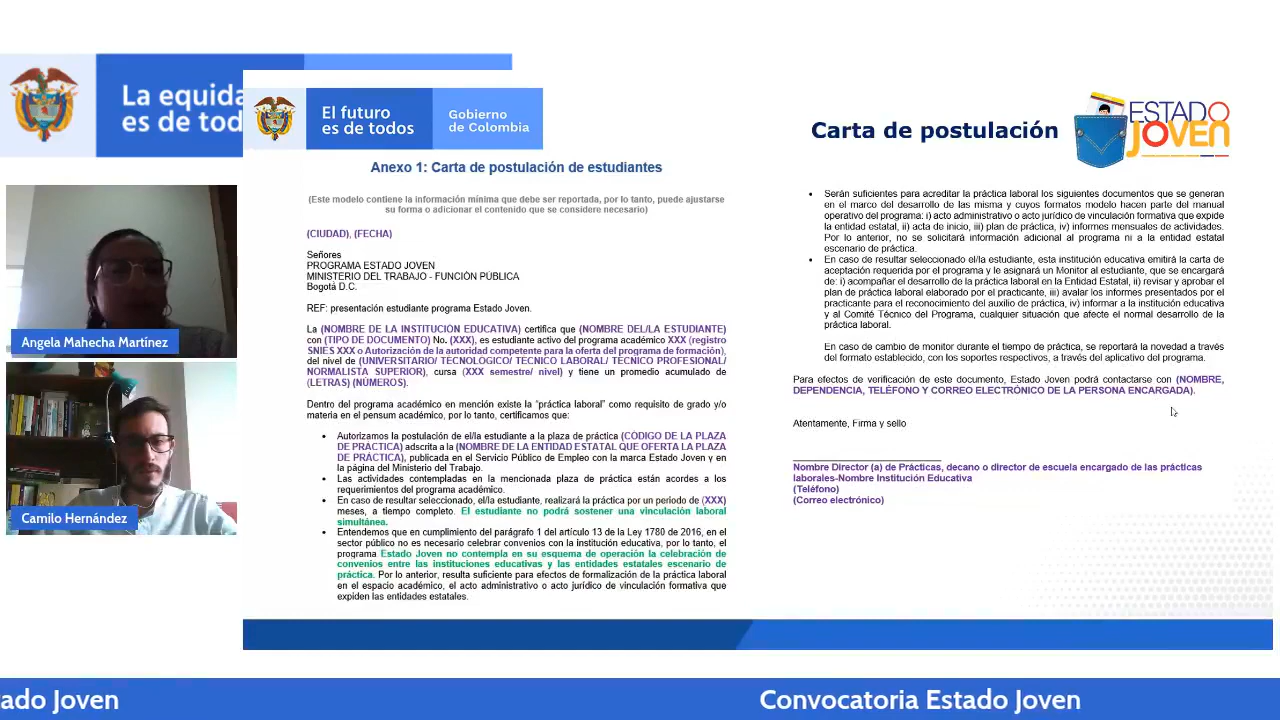 La equida
es de tod
El futuro
es de todos
Gobierno
de Colombia
Carta de postulación
ESTADO
JOVEN
Anexo 1: Carta de postulación de estudiantes
(Este modelo contiene la información mínima que debe ser reportada, por lo tanto, puede ajustarse
su forma o adicionar el contenido que se considere necesario)
(CIUDAD), (FECHA)
Señores
PROGRAMA ESTADO JOVEN
MINISTERIO DEL TRABAJO - FUNCIÓN PÚBLICA
Bogotá D.C.
REF: presentación estudiante programa Estado Joven.
La (NOMBRE DE LA INSTITUCIÓN EDUCATIVA) certifica que (NOMBRE DEL/LA ESTUDIANTE)
con (TIPO DE DOCUMENTO) No. (XXX), es estudiante activo del programa académico XXX (registro
SNIES XXX o Autorización de la autoridad competente para la oferta del programa de formación),
del nivel de (UNIVERSITARIO/ TECNOLOGICO/ TECNICO LABORAL/ TECNICO PROFESIONAL/
NORMALISTA SUPERIOR), cursa (XXX semestre/ nivel) y tiene un promedio acumulado de
(LETRAS) (NÚMEROS).
Dentro del programa académico en mención existe la “práctica laboral” como requisito de grado y/o
materia en el pensum académico, por lo tanto, certificamos que:
• Autorizamos la postulación de el/la estudiante a la plaza de práctica (CÓDIGO DE LA PLAZA
DE PRÁCTICA) adscrita a la (NOMBRE DE LA ENTIDAD ESTATAL QUE OFERTA LA PLAZA
DE PRÁCTICA), publicada en el Servicio Público de Empleo con la marca Estado Joven y en
la página del Ministerio del Trabajo.
• Las actividades contempladas en la mencionada plaza de práctica están acordes a los
requerimientos del programa académico.
• En caso de resultar seleccionado, el/la estudiante, realizará la práctica por un periodo de (XXX)
meses, a tiempo completo. El estudiante no podrá sostener una vinculación laboral
simultánea.
• Entendemos que en cumplimiento del parágrafo 1 del artículo 13 de la Ley 1780 de 2016, en el
sector público no es necesario celebrar convenios con la institución educativa, por lo tanto, el
programa Estado Joven no contempla en su esquema de operación la celebración de
convenios entre las instituciones educativas y las entidades estatales escenario de
práctica. Por lo anterior, resulta suficiente para efectos de formalización de la práctica laboral
en el espacio académico, el acto administrativo o acto jurídico de vinculación formativa que
expiden las entidades estatales.
• Serán suficientes para acreditar la práctica laboral los siguientes documentos que se generan
en el marco del desarrollo de las misma y cuyos formatos modelo hacen parte del manual
operativo del programa: i) acto administrativo o acto jurídico de vinculación formativa que expide
la entidad estatal, ii) acta de inicio, iii) plan de práctica, iv) informes mensuales de actividades.
Por lo anterior, no se solicitará información adicional al programa ni a la entidad estatal
escenario de práctica.
• En caso de resultar seleccionado el/la estudiante, esta institución educativa emitirá la carta de
aceptación requerida por el programa y le asignará un Monitor al estudiante, que se encargará
de: i) acompañar el desarrollo de la práctica laboral en la Entidad Estatal, ii) revisar y aprobar el
plan de práctica laboral elaborado por el practicante, iii) avalar los informes presentados por el
practicante para el reconocimiento del auxilio de práctica, iv) informar a la institución educativa
y al Comité Técnico del Programa, cualquier situación que afecte el normal desarrollo de la
práctica laboral.
En caso de cambio de monitor durante el tiempo de práctica, se reportará la novedad a través
del formato establecido, con los soportes respectivos, a través del aplicativo del programa.
Para efectos de verificación de este documento, Estado Joven podrá contactarse con (NOMBRE,
DEPENDENCIA, TELÉFONO Y CORREO ELECTRÓNICO DE LA PERSONA ENCARGADA).
Atentamente, Firma y sello
Nombre Director (a) de Prácticas, decano o director de escuela encargado de las prácticas
laborales-Nombre Institución Educativa
(Teléfono)
(Correo electrónico)
Angela Mahecha Martínez
Camilo Hernández
ado Joven
Convocatoria Estado Joven